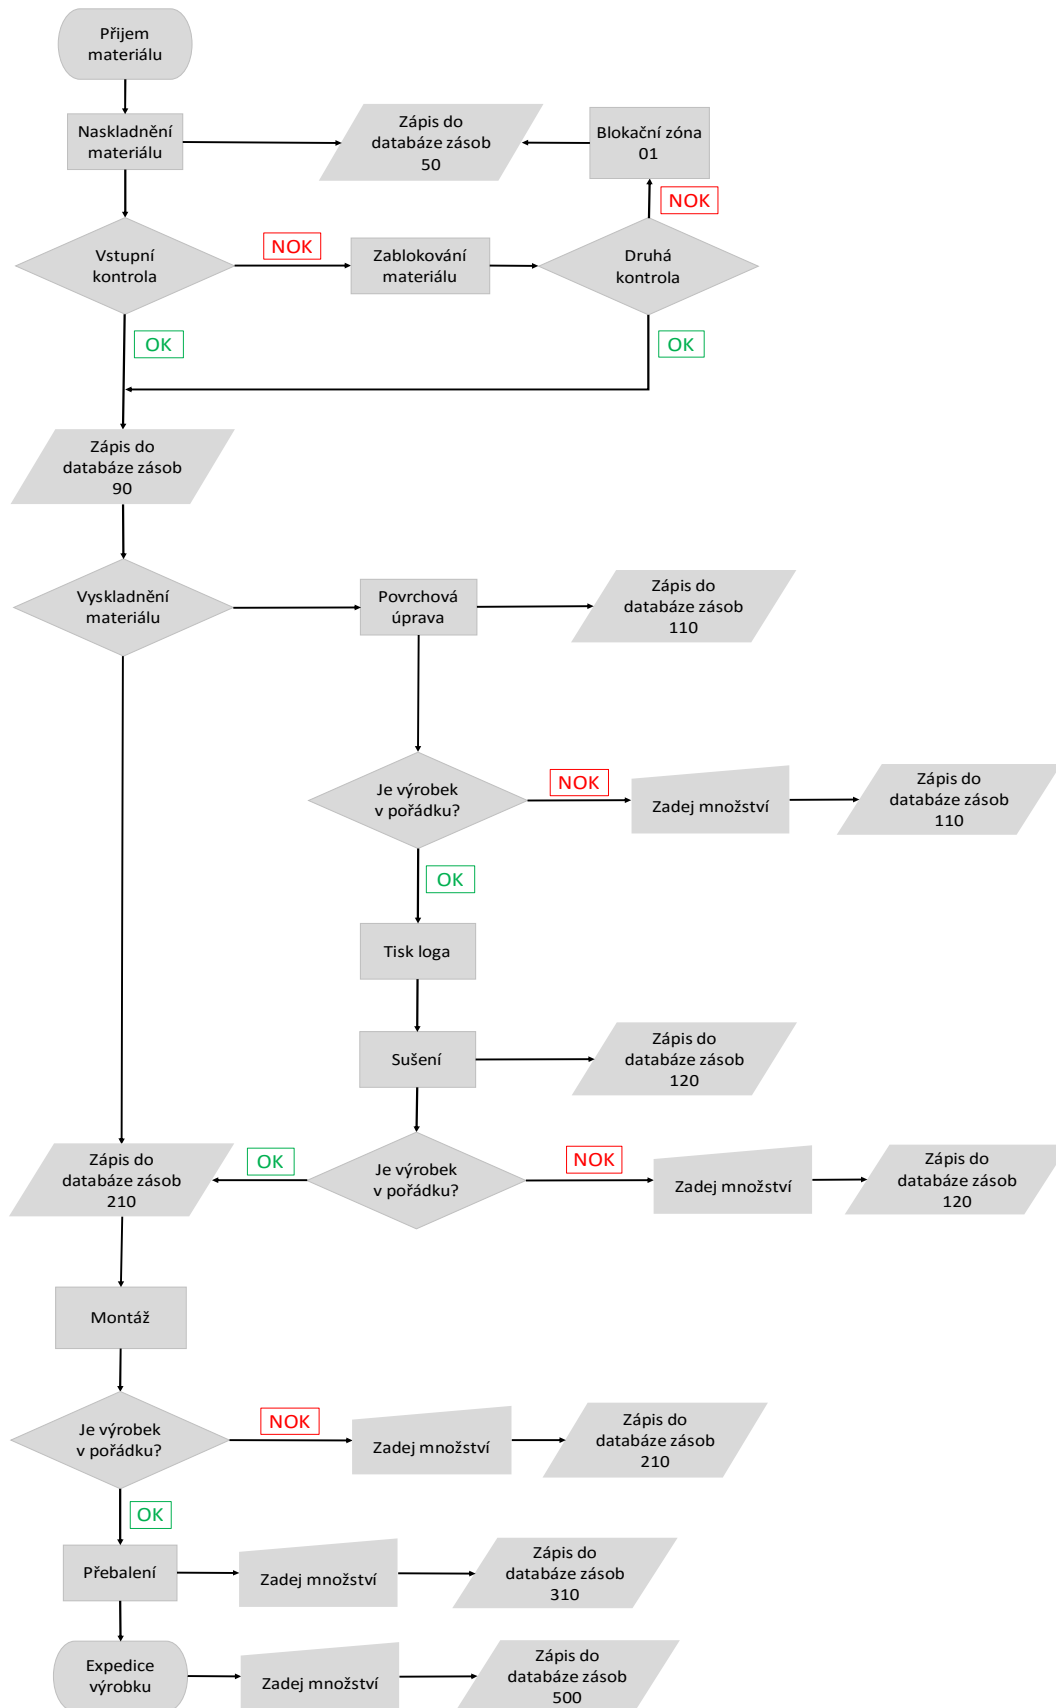 Přijem
materiálu
Naskladnění
materiálu
Zápis do
databáze zásob
50
Blokační zóna
01
NOK
Vstupní
kontrola
NOK
Zablokování
materiálu
Druhá
kontrola
OK
OK
Zápis do
databáze zásob
90
Vyskladnění
materiálu
Povrchová
úprava
Zápis do
databáze zásob
110
Je výrobek
v pořádku?
NOK
Zadej množství
Zápis do
databáze zásob
110
OK
Tisk loga
Sušení
Zápis do
databáze zásob
120
Zápis do
databáze zásob
210
OK
Je výrobek
v pořádku?
NOK
Zadej množství
Zápis do
databáze zásob
120
Montáž
Je výrobek
v pořádku?
NOK
Zadej množství
Zápis do
databáze zásob
210
OK
Přebalení
Zadej množství
Zápis do
databáze zásob
310
Expedice
výrobku
Zadej množství
Zápis do
databáze zásob
500